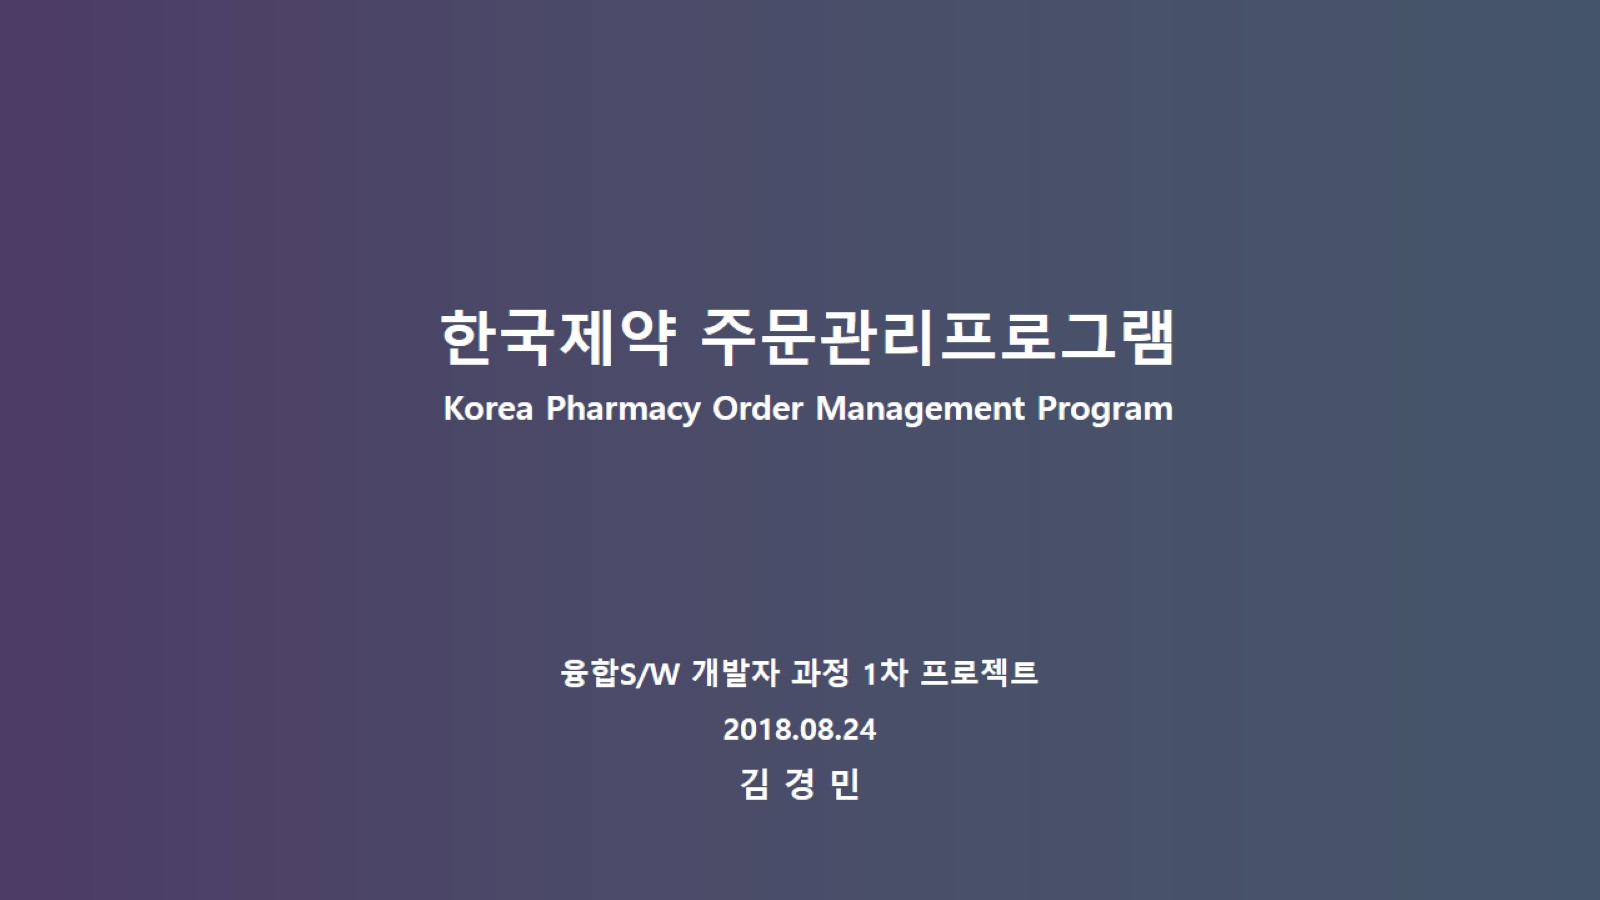 한국제약 주문관리프로그램
Korea Pharmacy Order Management Program
융합S/W 개발자 과정 1차 프로젝트
2018.08.24
김 경 민